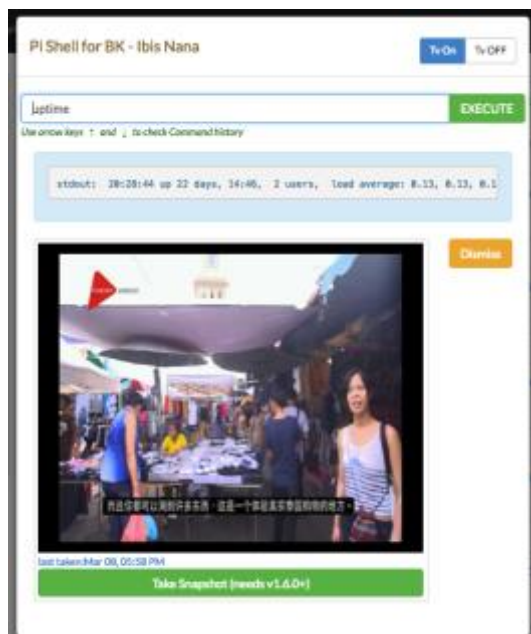 Pi Shell for BK - Ibis Nana
Tv On
Tv OFF
uptime
EXECUTE
Use arrow keys ↑ and ↓ to check Command history
stdout: 20:28:44 up 22 days, 14:46, 2 users, load average: 0.13, 0.13, 0.1
Dismiss
last taken:Mar 08, 05:58 PM
Take Snapshot (needs v1.6.0+)